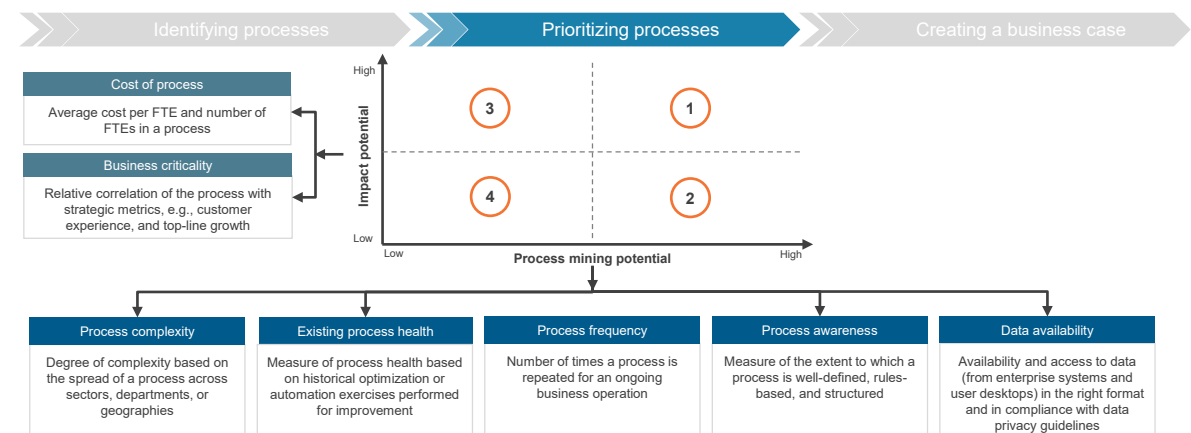 Identifying processes
Prioritizing processes
Creating a business case
Cost of process
Average cost per FTE and number of
FTEs in a process
Business criticality
Relative correlation of the process with
strategic metrics, e.g., customer
experience, and top-line growth
High
Impact potential
Low
3
1
4
2
Low
Process mining potential
High
Process complexity
Degree of complexity based on
the spread of a process across
sectors, departments, or
geographies
Existing process health
Measure of process health based
on historical optimization or
automation exercises performed
for improvement
Process frequency
Number of times a process is
repeated for an ongoing
business operation
Process awareness
Measure of the extent to which a
process is well-defined, rules-
based, and structured
Data availability
Availability and access to data
(from enterprise systems and
user desktops) in the right format
and in compliance with data
privacy guidelines